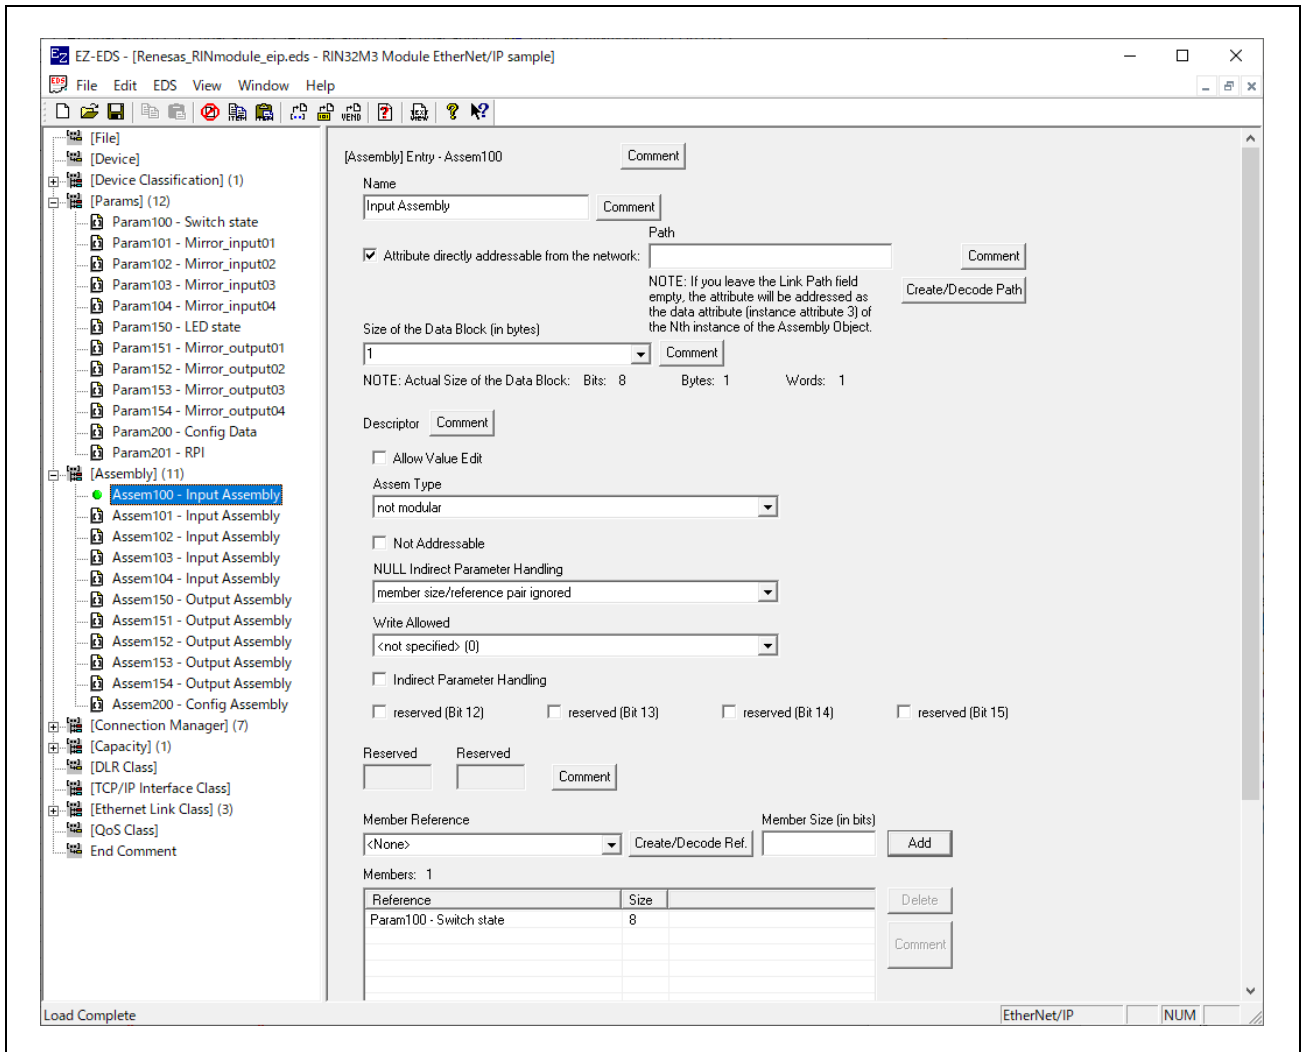 EZ-EDS - [Renesas_RINmodule_eip.eds - RIN32M3 Module EtherNet/IP sample]
File Edit EDS View Window Help
[File]
[Device]
[Device Classification] (1)
[Params] (12)
Param100 - Switch state
Param101 - Mirror_input01
Param102 - Mirror_input02
Param103 - Mirror_input03
Param104 - Mirror_input04
Param150 - LED state
Param151 - Mirror_output01
Param152 - Mirror_output02
Param153 - Mirror_output03
Param154 - Mirror_output04
Param200 - Config Data
Param201 - RPI
[Assembly] (11)
Assem100 - Input Assembly
Assem101 - Input Assembly
Assem102 - Input Assembly
Assem103 - Input Assembly
Assem104 - Input Assembly
Assem150 - Output Assembly
Assem151 - Output Assembly
Assem152 - Output Assembly
Assem153 - Output Assembly
Assem154 - Output Assembly
Assem200 - Config Assembly
[Connection Manager] (7)
[Capacity] (1)
[DLR Class]
[TCP/IP Interface Class]
[Ethernet Link Class] (3)
[QoS Class]
End Comment
[Assembly] Entry - Assem100 Comment
Name
Input Assembly Comment
Path
Attribute directly addressable from the network: Comment
NOTE: If you leave the Link Path field
empty, the attribute will be addressed as
the data attribute (instance attribute 3) of
the Nth instance of the Assembly Object.
Create/Decode Path
Size of the Data Block (in bytes)
1 Comment
NOTE: Actual Size of the Data Block: Bits: 8 Bytes: 1 Words: 1
Descriptor Comment
Allow Value Edit
Assem Type
not modular
Not Addressable
NULL Indirect Parameter Handling
member size/reference pair ignored
Write Allowed
<not specified> (0)
Indirect Parameter Handling
reserved (Bit 12) reserved (Bit 13) reserved (Bit 14) reserved (Bit 15)
Reserved Reserved
Comment
Member Reference Member Size (in bits)
<None> Create/Decode Ref. Add
Members: 1
Reference Size Delete
Param100 - Switch state 8
Comment
Load Complete EtherNet/IP NUM